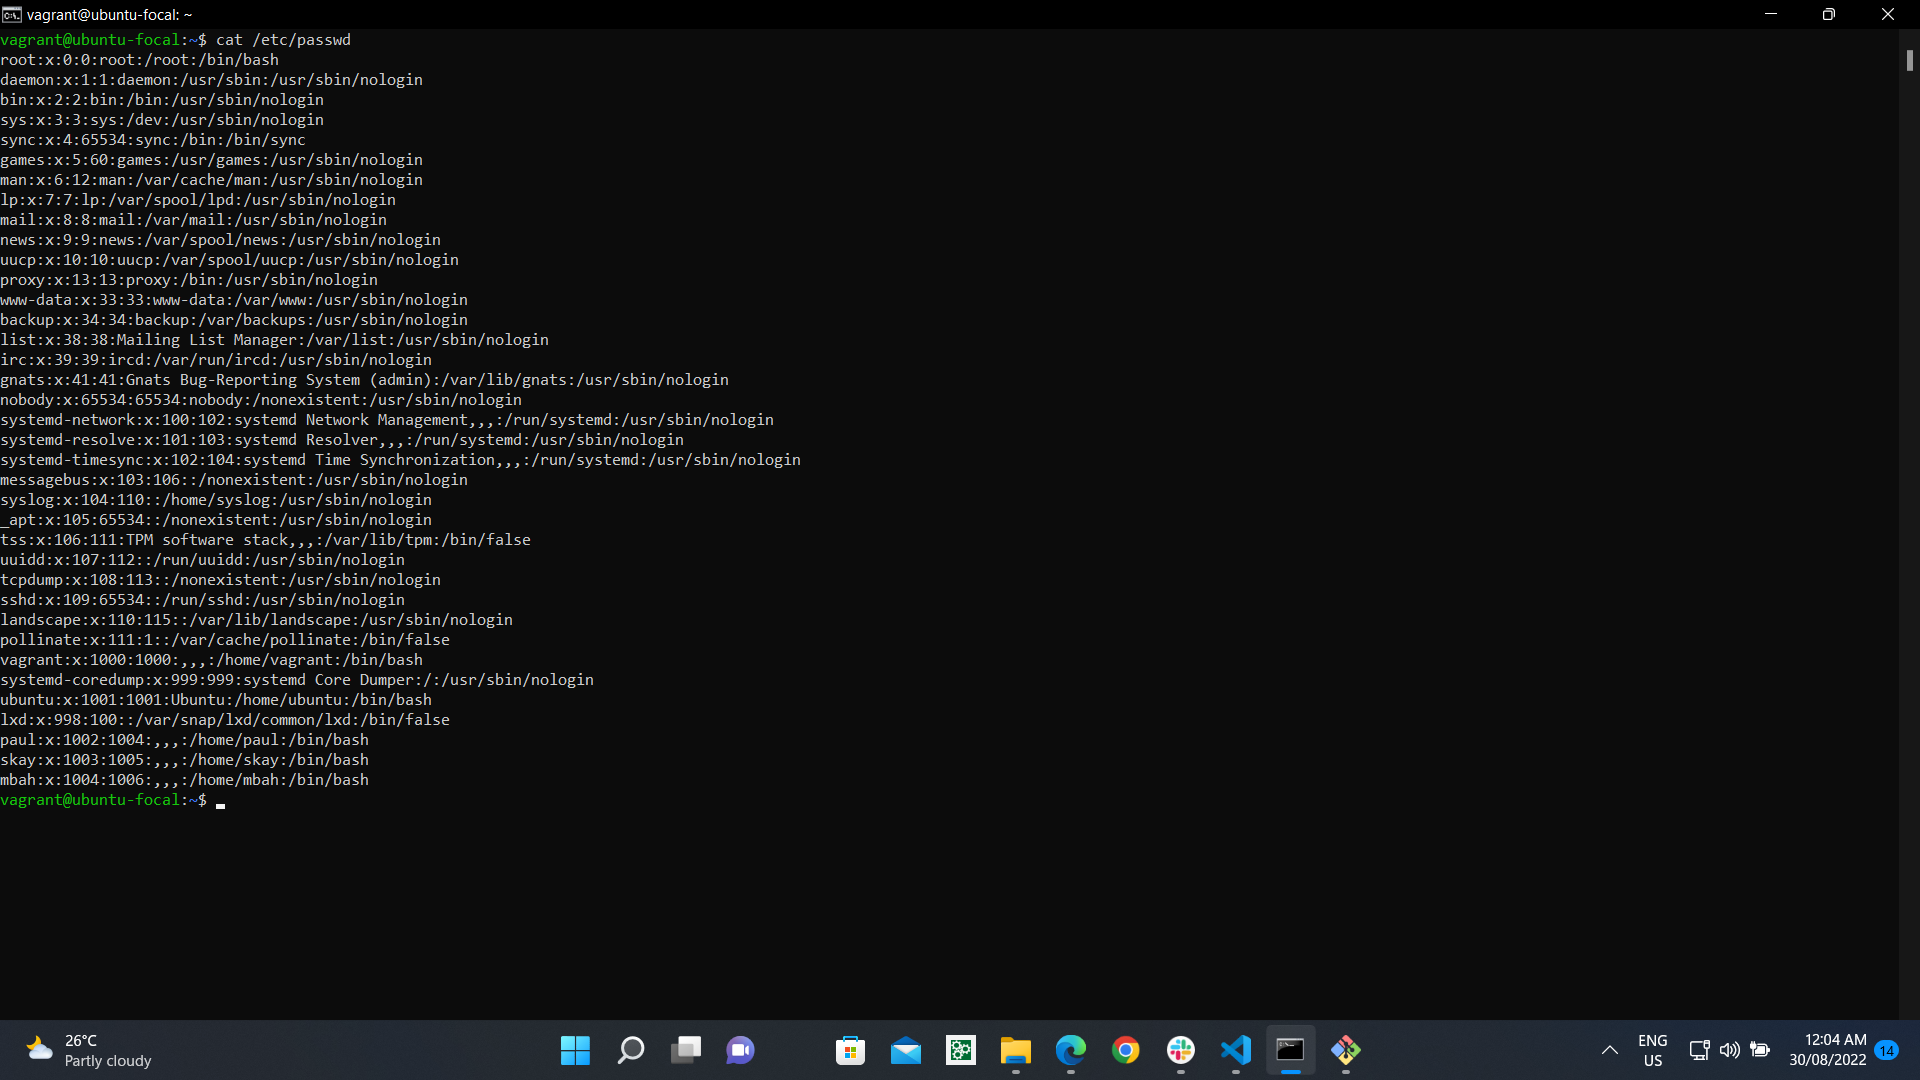 vagrant@ubuntu-focal: ~
vagrant@ubuntu-focal:~$ cat /etc/passwd
root:x:0:0:root:/root:/bin/bash
daemon:x:1:1:daemon:/usr/sbin:/usr/sbin/nologin
bin:x:2:2:bin:/bin:/usr/sbin/nologin
sys:x:3:3:sys:/dev:/usr/sbin/nologin
sync:x:4:65534:sync:/bin:/bin/sync
games:x:5:60:games:/usr/games:/usr/sbin/nologin
man:x:6:12:man:/var/cache/man:/usr/sbin/nologin
lp:x:7:7:lp:/var/spool/lpd:/usr/sbin/nologin
mail:x:8:8:mail:/var/mail:/usr/sbin/nologin
news:x:9:9:news:/var/spool/news:/usr/sbin/nologin
uucp:x:10:10:uucp:/var/spool/uucp:/usr/sbin/nologin
proxy:x:13:13:proxy:/bin:/usr/sbin/nologin
www-data:x:33:33:www-data:/var/www:/usr/sbin/nologin
backup:x:34:34:backup:/var/backups:/usr/sbin/nologin
list:x:38:38:Mailing List Manager:/var/list:/usr/sbin/nologin
irc:x:39:39:ircd:/var/run/ircd:/usr/sbin/nologin
gnats:x:41:41:Gnats Bug-Reporting System (admin):/var/lib/gnats:/usr/sbin/nologin
nobody:x:65534:65534:nobody:/nonexistent:/usr/sbin/nologin
systemd-network:x:100:102:systemd Network Management,,,:/run/systemd:/usr/sbin/nologin
systemd-resolve:x:101:103:systemd Resolver,,,:/run/systemd:/usr/sbin/nologin
systemd-timesync:x:102:104:systemd Time Synchronization,,,:/run/systemd:/usr/sbin/nologin
messagebus:x:103:106::/nonexistent:/usr/sbin/nologin
syslog:x:104:110::/home/syslog:/usr/sbin/nologin
_apt:x:105:65534::/nonexistent:/usr/sbin/nologin
tss:x:106:111:TPM software stack,,,:/var/lib/tpm:/bin/false
uuidd:x:107:112::/run/uuidd:/usr/sbin/nologin
tcpdump:x:108:113::/nonexistent:/usr/sbin/nologin
sshd:x:109:65534::/run/sshd:/usr/sbin/nologin
landscape:x:110:115::/var/lib/landscape:/usr/sbin/nologin
pollinate:x:111:1::/var/cache/pollinate:/bin/false
vagrant:x:1000:1000:,,,:/home/vagrant:/bin/bash
systemd-coredump:x:999:999:systemd Core Dumper:/:/usr/sbin/nologin
ubuntu:x:1001:1001:Ubuntu:/home/ubuntu:/bin/bash
lxd:x:998:100::/var/snap/lxd/common/lxd:/bin/false
paul:x:1002:1004:,,,:/home/paul:/bin/bash
skay:x:1003:1005:,,,:/home/skay:/bin/bash
mbah:x:1004:1006:,,,:/home/mbah:/bin/bash
vagrant@ubuntu-focal:~$
26°C
Partly cloudy
ENG
US
12:04 AM
30/08/2022
14